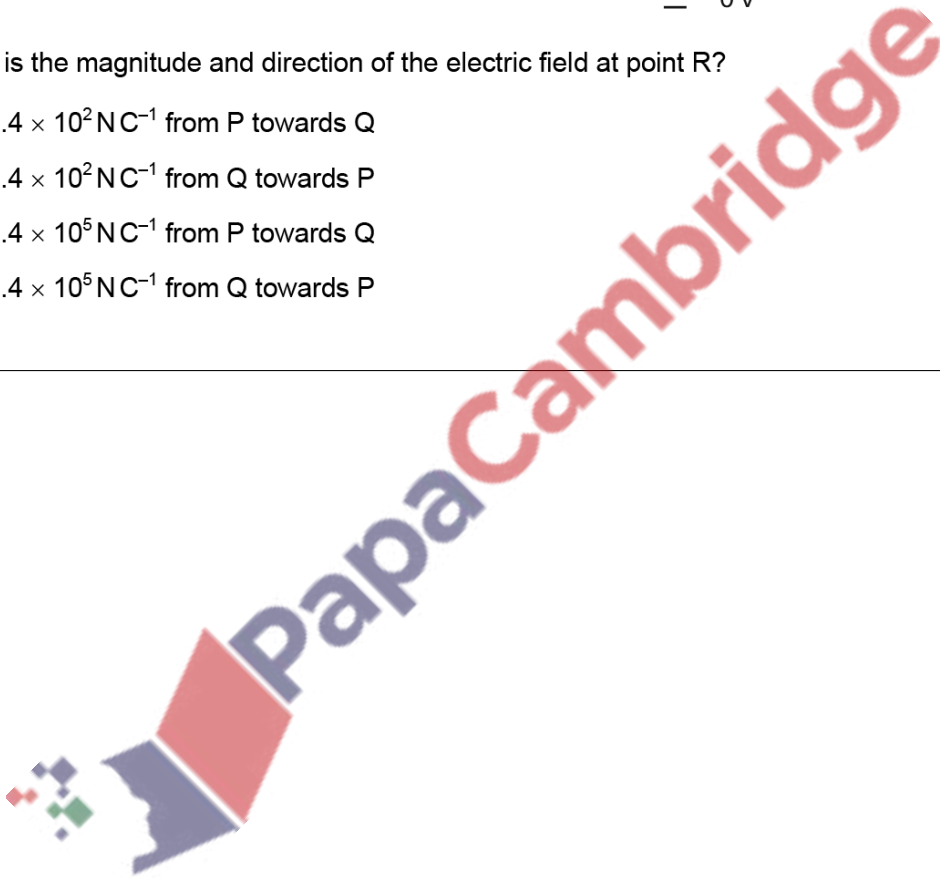 is the magnitude and direction of the electric field at point R?
.4 × 10² N C⁻¹ from P towards Q
.4 × 10² N C⁻¹ from Q towards P
.4 × 10⁵ N C⁻¹ from P towards Q
.4 × 10⁵ N C⁻¹ from Q towards P
PapaCambridge